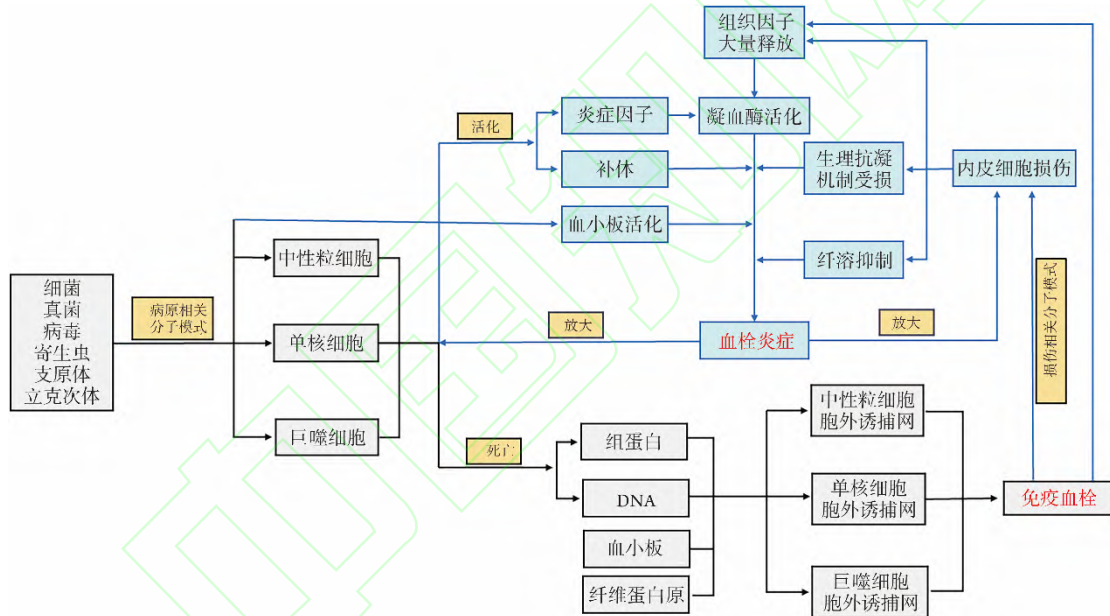 组织因子
大量释放
活化
炎症因子
凝血酶活化
补体
生理抗凝
机制受损
内皮细胞损伤
血小板活化
中性粒细胞
纤溶抑制
细菌
真菌
病毒
寄生虫
支原体
立克次体
病原相关
分子模式
单核细胞
放大
血栓炎症
放大
损伤相关分子模式
巨噬细胞
死亡
组蛋白
DNA
血小板
纤维蛋白原
中性粒细胞
胞外诱捕网
单核细胞
胞外诱捕网
巨噬细胞
胞外诱捕网
免疫血栓